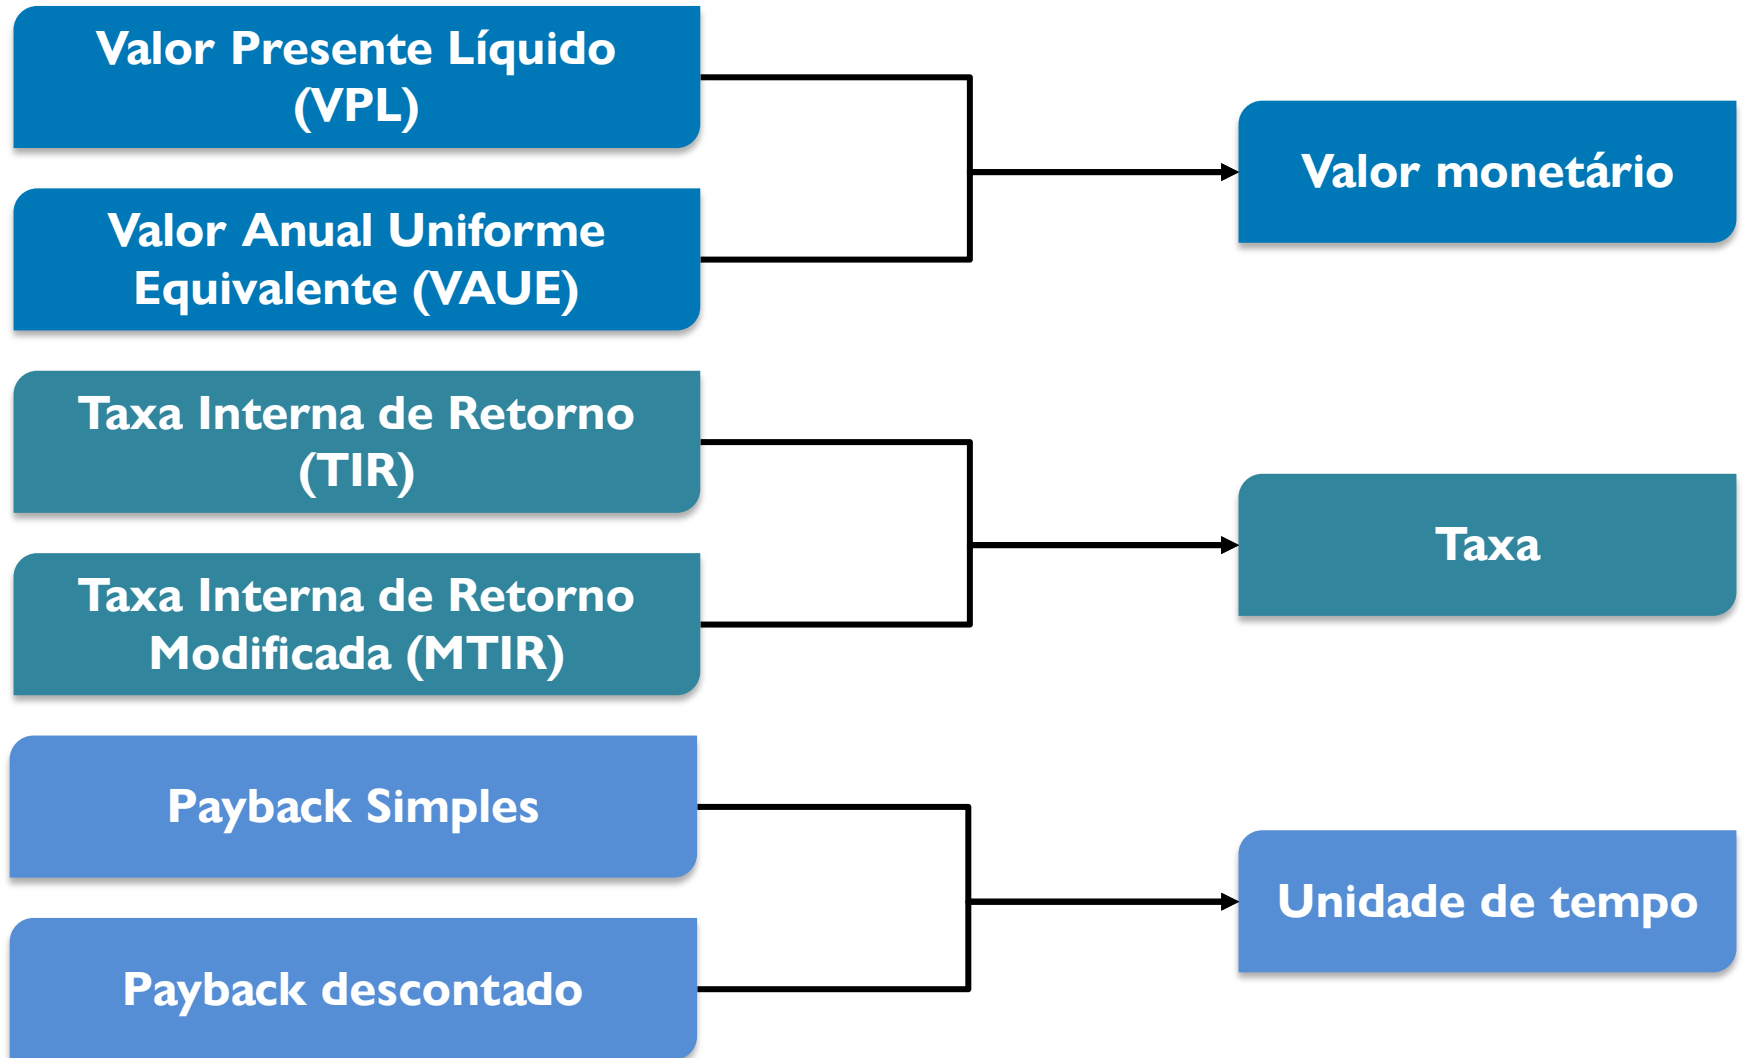 Valor Presente Líquido
(VPL)
Valor Anual Uniforme
Equivalente (VAUE)
Valor monetário
Taxa Interna de Retorno
(TIR)
Taxa Interna de Retorno
Modificada (MTIR)
Taxa
Payback Simples
Payback descontado
Unidade de tempo